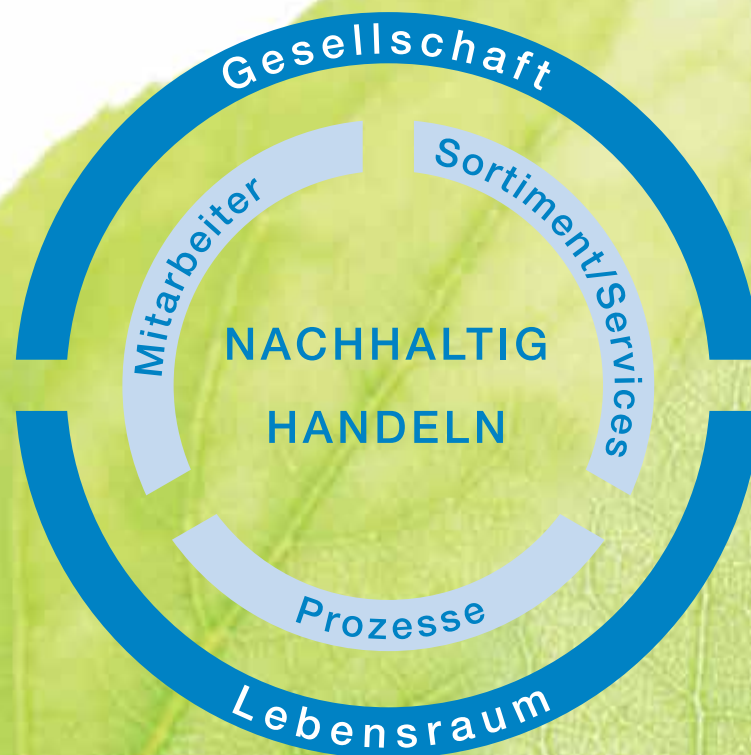 Gesellschaft
Mitarbeiter
Sortiment/Services
NACHHALTIG
HANDELN
Prozesse
Lebensraum